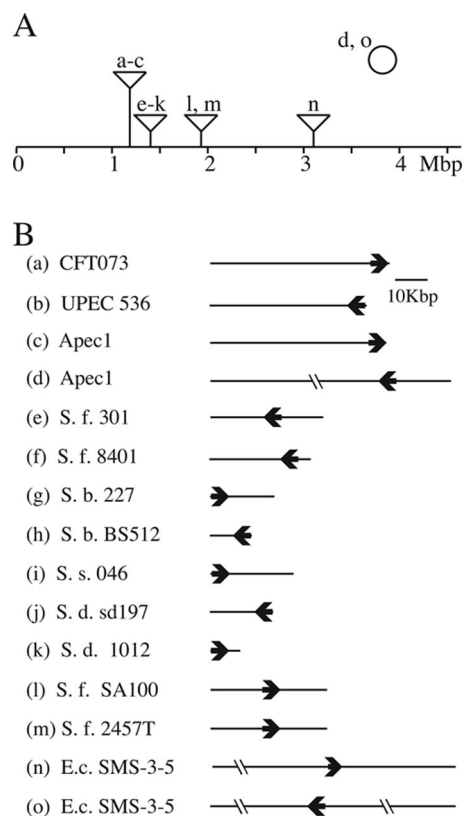 A
d, o
a-c
e-k l, m n
0 1 2 3 4 Mbp
B
(a) CFT073
10Kbp
(b) UPEC 536
(c) Apec1
(d) Apec1
(e) S. f. 301
(f) S. f. 8401
(g) S. b. 227
(h) S. b. BS512
(i) S. s. 046
(j) S. d. sd197
(k) S. d. 1012
(l) S. f. SA100
(m) S. f. 2457T
(n) E.c. SMS-3-5
(o) E.c. SMS-3-5